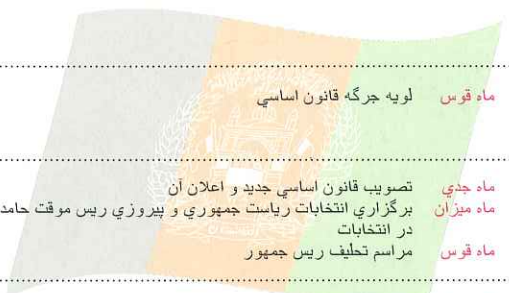 ماه قوس لويه جرگه قانون اساسي
ماه جدي تصويب قانون اساسي جديد و اعلان آن
ماه ميزان برگزاري انتخابات رياست جمهوري و پيروزي ريس موقت حامد
در انتخابات
ماه قوس مراسم تحليف ريس جمهور